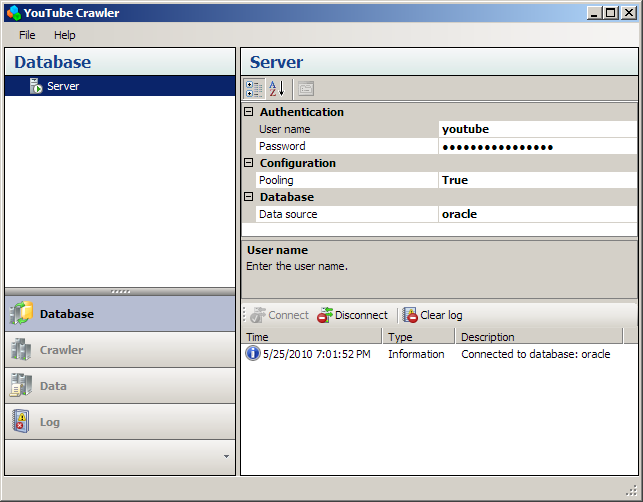 YouTube Crawler
File Help
Database
Server
Database
Crawler
Data
Log
Server
Authentication
User name youtube
Password ●●●●●●●●●●●●●●●●
Configuration
Pooling True
Database
Data source oracle
User name
Enter the user name.
Connect Disconnect Clear log
Time Type Description
5/25/2010 7:01:52 PM Information Connected to database: oracle